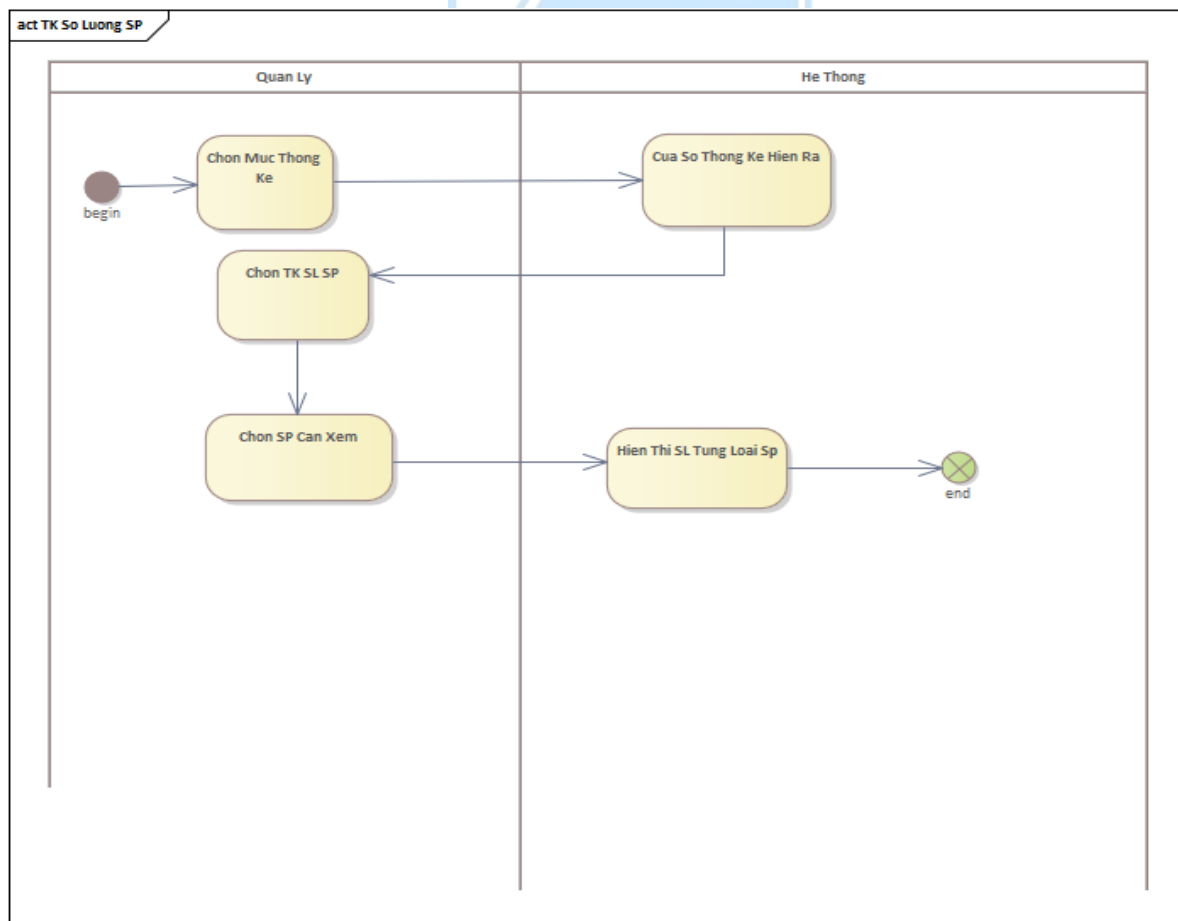 act TK So Luong SP
Quan Ly
He Thong
Chon Muc Thong
Ke
Cua So Thong Ke Hien Ra
begin
Chon TK SL SP
Chon SP Can Xem
Hien Thi SL Tung Loai Sp
end